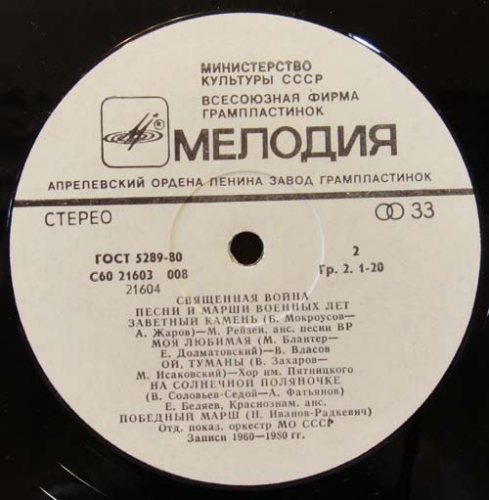 МИНИСТЕРСТВО
КУЛЬТУРЫ СССР
ВСЕСОЮЗНАЯ ФИРМА
ГРАМПЛАСТИНОК
МЕЛОДИЯ
АПРЕЛЕВСКИЙ ОРДЕНА ЛЕНИНА ЗАВОД ГРАМПЛАСТИНОК
СТЕРЕО
33
ГОСТ 5289-80
2
С60 21603 008
Гр. 2. 1-20
21604
СВЯЩЕННАЯ ВОЙНА
ПЕСНИ И МАРШИ ВОЕННЫХ ЛЕТ
ЗАВЕТНЫЙ КАМЕНЬ (Б. Мокроусов—
А. Жаров)—М. Рейзен, анс. песни ВР
МОЯ ЛЮБИМАЯ (М. Блантер—
Е. Долматовский)—В. Власов
ОЙ, ТУМАНЫ (В. Захаров—
М. Исаковский)—Хор им. Пятницкого
НА СОЛНЕЧНОЙ ПОЛЯНОЧКЕ
(В. Соловьев-Седой—А. Фатьянов)
Е. Беляев, Краснознам. анс.
ПОБЕДНЫЙ МАРШ (Н. Иванов-Радкевич)
Отд. показ. оркестр МО СССР
Записи 1960—1980 гг.